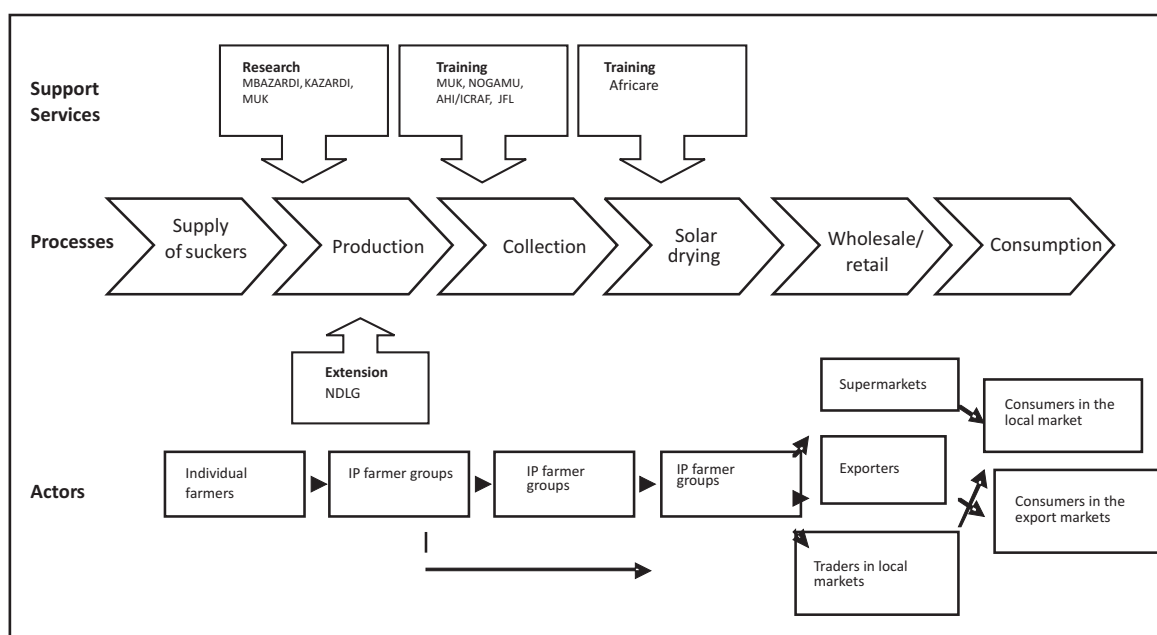 Support
Services
Research
MBAZARDI, KAZARDI,
MUK
Training
MUK, NOGAMU,
AHI/ICRAF, JFL
Training
Africare
Processes
Supply
of suckers
Production
Collection
Solar
drying
Wholesale/
retail
Consumption
Extension
NDLG
Actors
Individual
farmers
IP farmer groups
IP farmer
groups
IP farmer
groups
Supermarkets
Exporters
Traders in local
markets
Consumers in the
local market
Consumers in the
export markets